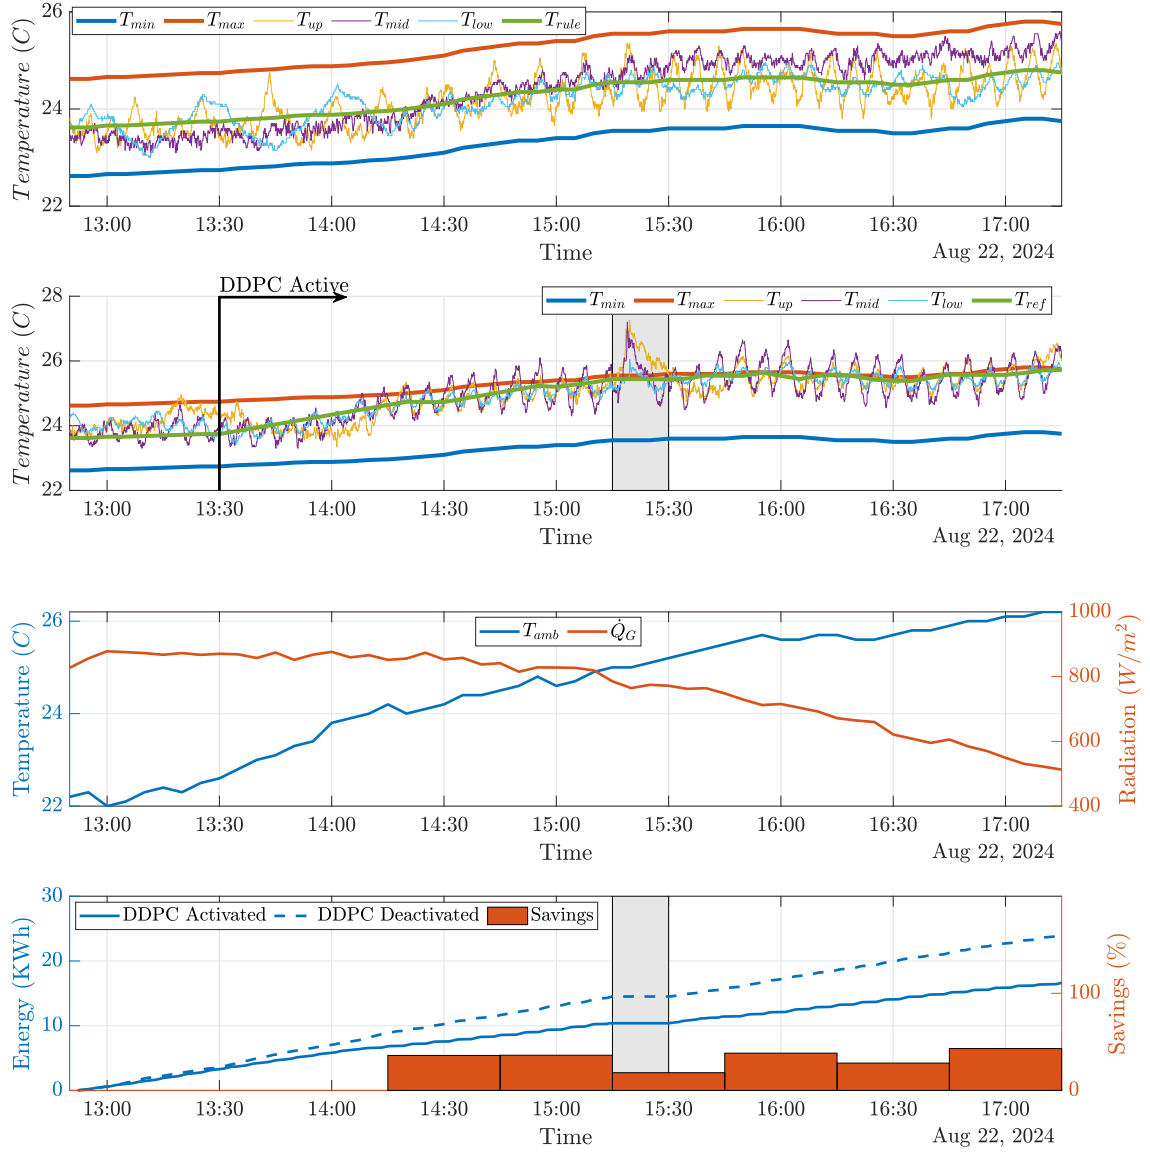 26
T_min T_max T_up T_mid T_low T_rule
24
22
Temperature (C)
13:00 13:30 14:00 14:30 15:00 15:30 16:00 16:30 17:00
Time
Aug 22, 2024
DDPC Active
28
T_min T_max T_up T_mid T_low T_ref
26
24
22
Temperature (C)
13:00 13:30 14:00 14:30 15:00 15:30 16:00 16:30 17:00
Time
Aug 22, 2024
26 1000
T_amb Q̇_G
800
24
600
22 400
Temperature (C)
Radiation (W/m²)
13:00 13:30 14:00 14:30 15:00 15:30 16:00 16:30 17:00
Time
Aug 22, 2024
30
DDPC Activated DDPC Deactivated Savings
20
100
10
0 0
Energy (KWh)
Savings (%)
13:00 13:30 14:00 14:30 15:00 15:30 16:00 16:30 17:00
Time
Aug 22, 2024